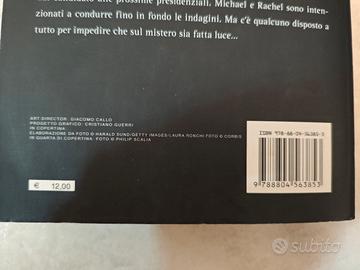 candidato alle prossime presidenziali. Michael e Rachel sono inten-
zionati a condurre fino in fondo le indagini. Ma c'è qualcuno disposto a
tutto per impedire che sul mistero sia fatta luce...
ART DIRECTOR: GIACOMO CALLO
PROGETTO GRAFICO: CRISTIANO GUERRI
IN COPERTINA
ELABORAZIONE DA FOTO © HARALD SUND/GETTY IMAGES/LAURA RONCHI FOTO © CORBIS
IN QUARTA DI COPERTINA: FOTO © PHILIP SCALIA
€ 12,00
ISBN 978-88-04-56385-3
9 788804 563853
subito